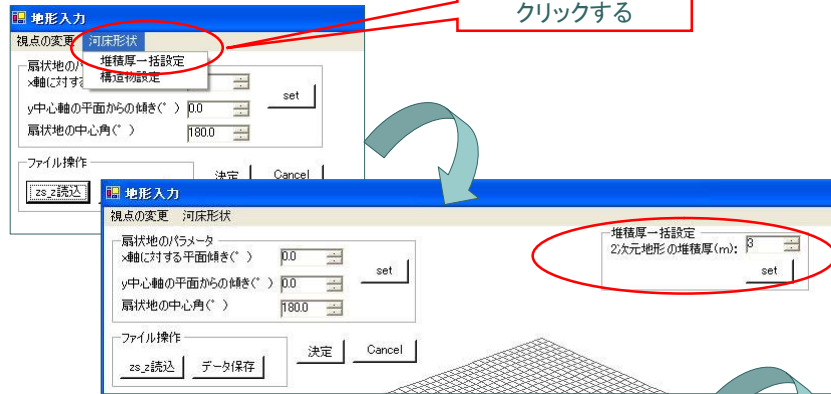 クリックする
地形入力
視点の変更 河床形状
堆積厚一括設定
構造物設定
扇状地のパ
x軸に対する
y中心軸の平面からの傾き(°) 0.0
扇状地の中心角(°) 180.0
set
ファイル操作
zs_z読込
決定 Cancel
地形入力
視点の変更 河床形状
扇状地のパラメータ
x軸に対する平面傾き(°) 0.0
y中心軸の平面からの傾き(°) 0.0
扇状地の中心角(°) 180.0
set
堆積厚一括設定
2次元地形の堆積厚(m): 3
set
ファイル操作
zs_z読込 データ保存
決定 Cancel